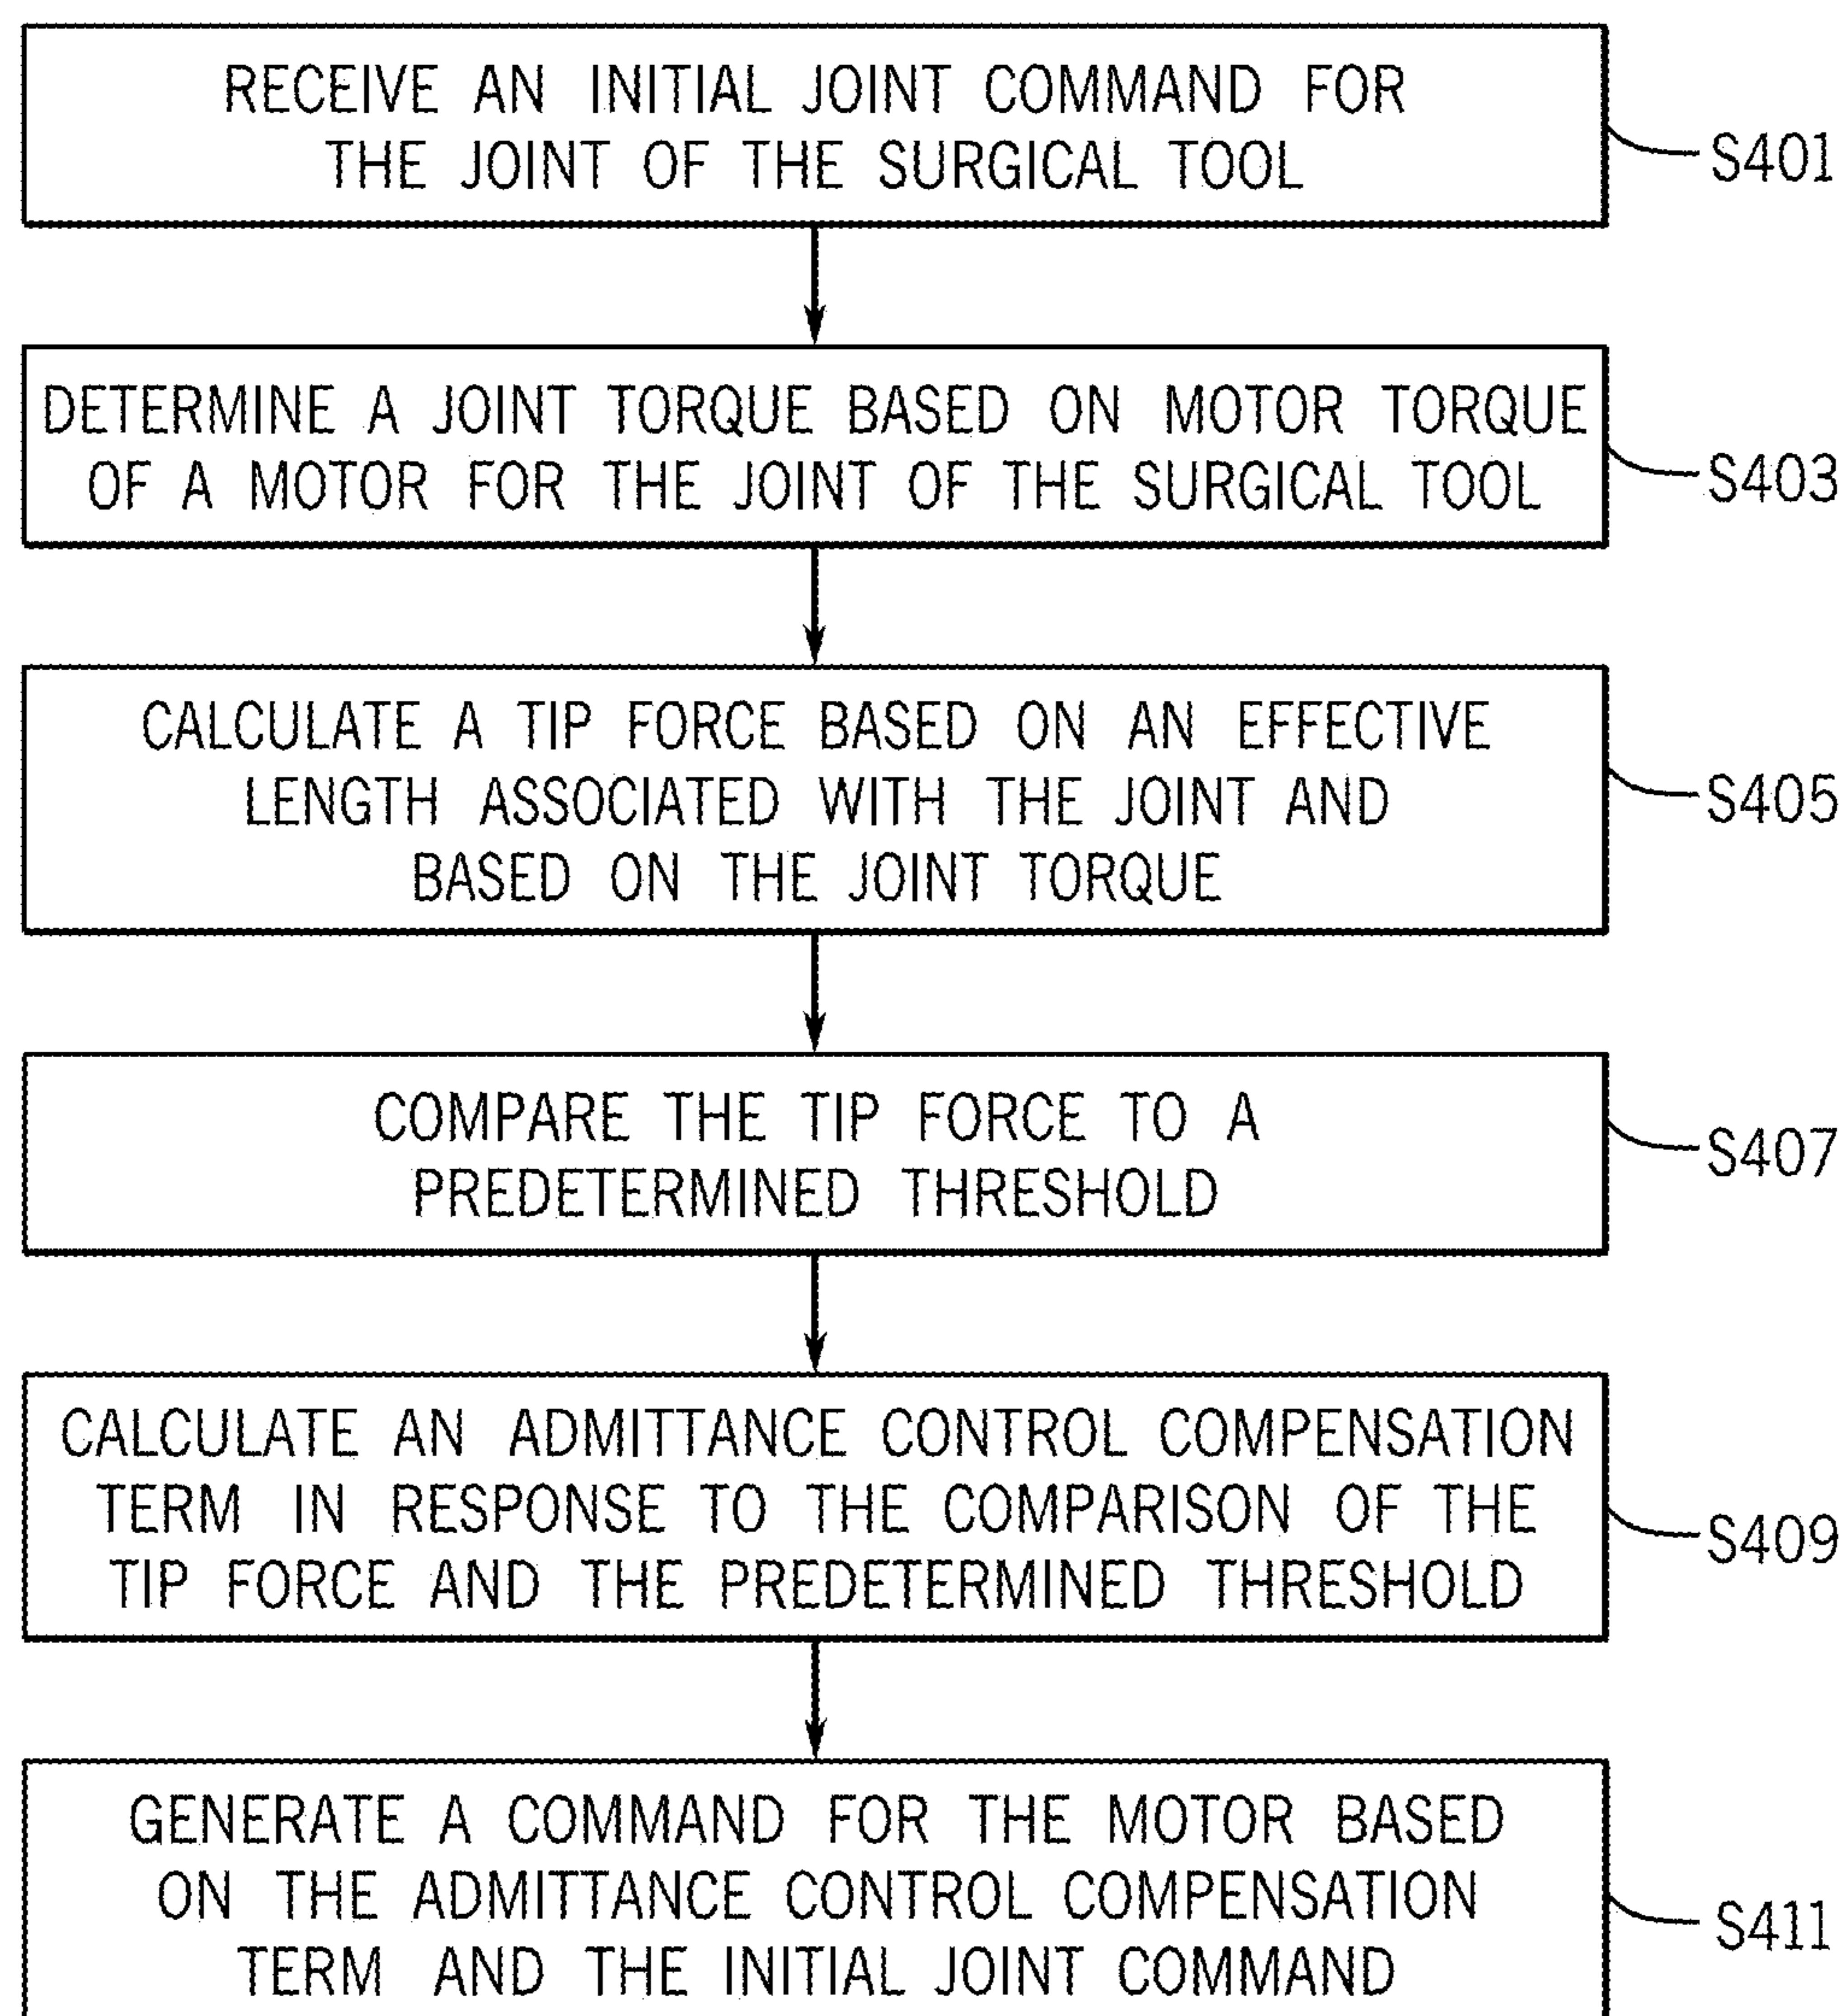 RECEIVE AN INITIAL JOINT COMMAND FOR
THE JOINT OF THE SURGICAL TOOL
S401
DETERMINE A JOINT TORQUE BASED ON MOTOR TORQUE
OF A MOTOR FOR THE JOINT OF THE SURGICAL TOOL
S403
CALCULATE A TIP FORCE BASED ON AN EFFECTIVE
LENGTH ASSOCIATED WITH THE JOINT AND
BASED ON THE JOINT TORQUE
S405
COMPARE THE TIP FORCE TO A
PREDETERMINED THRESHOLD
S407
CALCULATE AN ADMITTANCE CONTROL COMPENSATION
TERM IN RESPONSE TO THE COMPARISON OF THE
TIP FORCE AND THE PREDETERMINED THRESHOLD
S409
GENERATE A COMMAND FOR THE MOTOR BASED
ON THE ADMITTANCE CONTROL COMPENSATION
TERM AND THE INITIAL JOINT COMMAND
S411